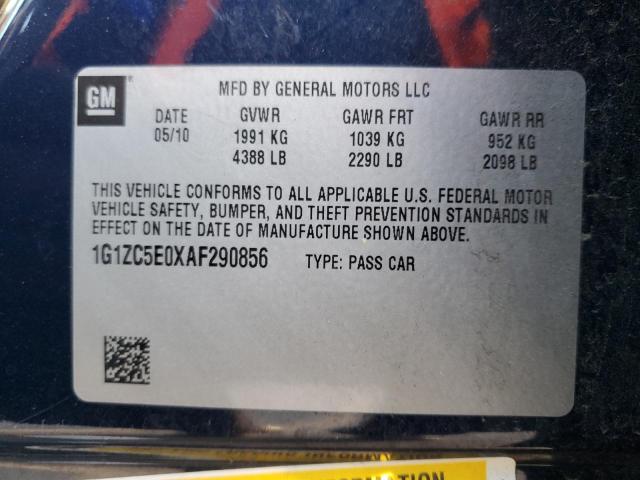 GM
MFD BY GENERAL MOTORS LLC
DATE GVWR GAWR FRT GAWR RR
05/10 1991 KG 1039 KG 952 KG
4388 LB 2290 LB 2098 LB
THIS VEHICLE CONFORMS TO ALL APPLICABLE U.S. FEDERAL MOTOR
VEHICLE SAFETY, BUMPER, AND THEFT PREVENTION STANDARDS IN
EFFECT ON THE DATE OF MANUFACTURE SHOWN ABOVE.
1G1ZC5E0XAF290856 TYPE: PASS CAR
INFORMATION